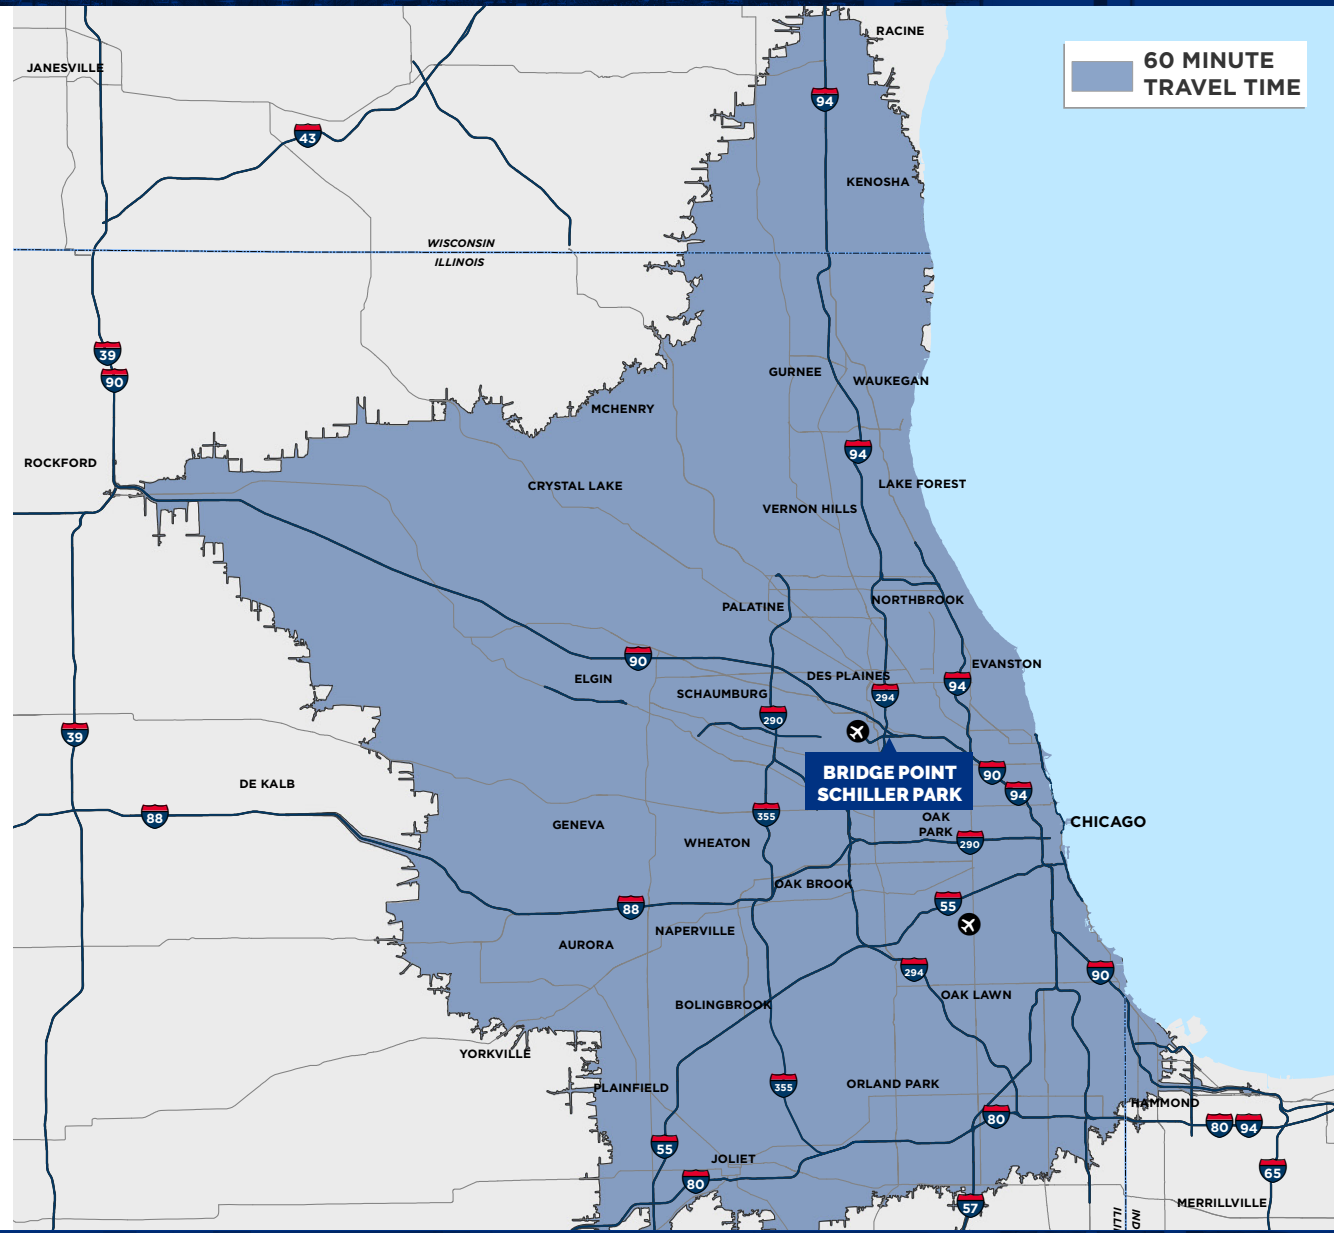 RACINE
60 MINUTE
TRAVEL TIME
JANESVILLE
94
43
KENOSHA
WISCONSIN
ILLINOIS
39
90
GURNEE
WAUKEGAN
MCHENRY
94
ROCKFORD
CRYSTAL LAKE
LAKE FOREST
VERNON HILLS
PALATINE
NORTHBROOK
90
EVANSTON
ELGIN
DES PLAINES
SCHAUMBURG
294
94
290
39
BRIDGE POINT
SCHILLER PARK
90
94
DE KALB
88
355
OAK
PARK
CHICAGO
GENEVA
WHEATON
290
OAK BROOK
88
55
NAPERVILLE
AURORA
294
90
OAK LAWN
BOLINGBROOK
YORKVILLE
PLAINFIELD
355
ORLAND PARK
HAMMOND
80
80
94
55
JOLIET
80
65
57
MERRILLVILLE
ILLI
IND